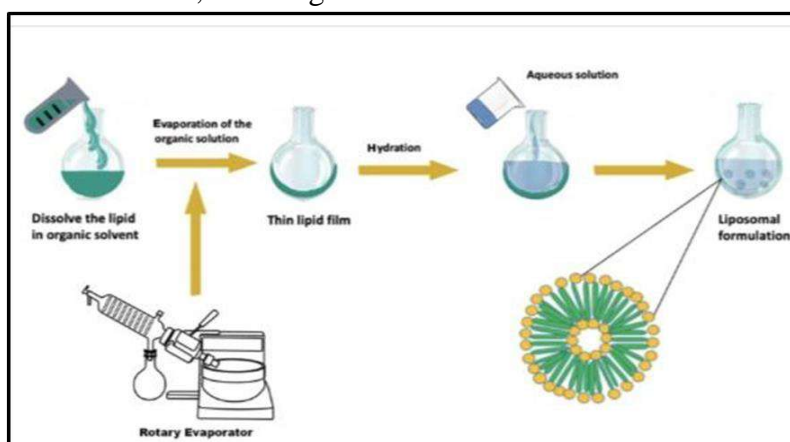 Aqueous solution
Evaporation of the
organic solution
Hydration
Dissolve the lipid
in organic solvent
Thin lipid film
Liposomal
formulation
Rotary Evaporator